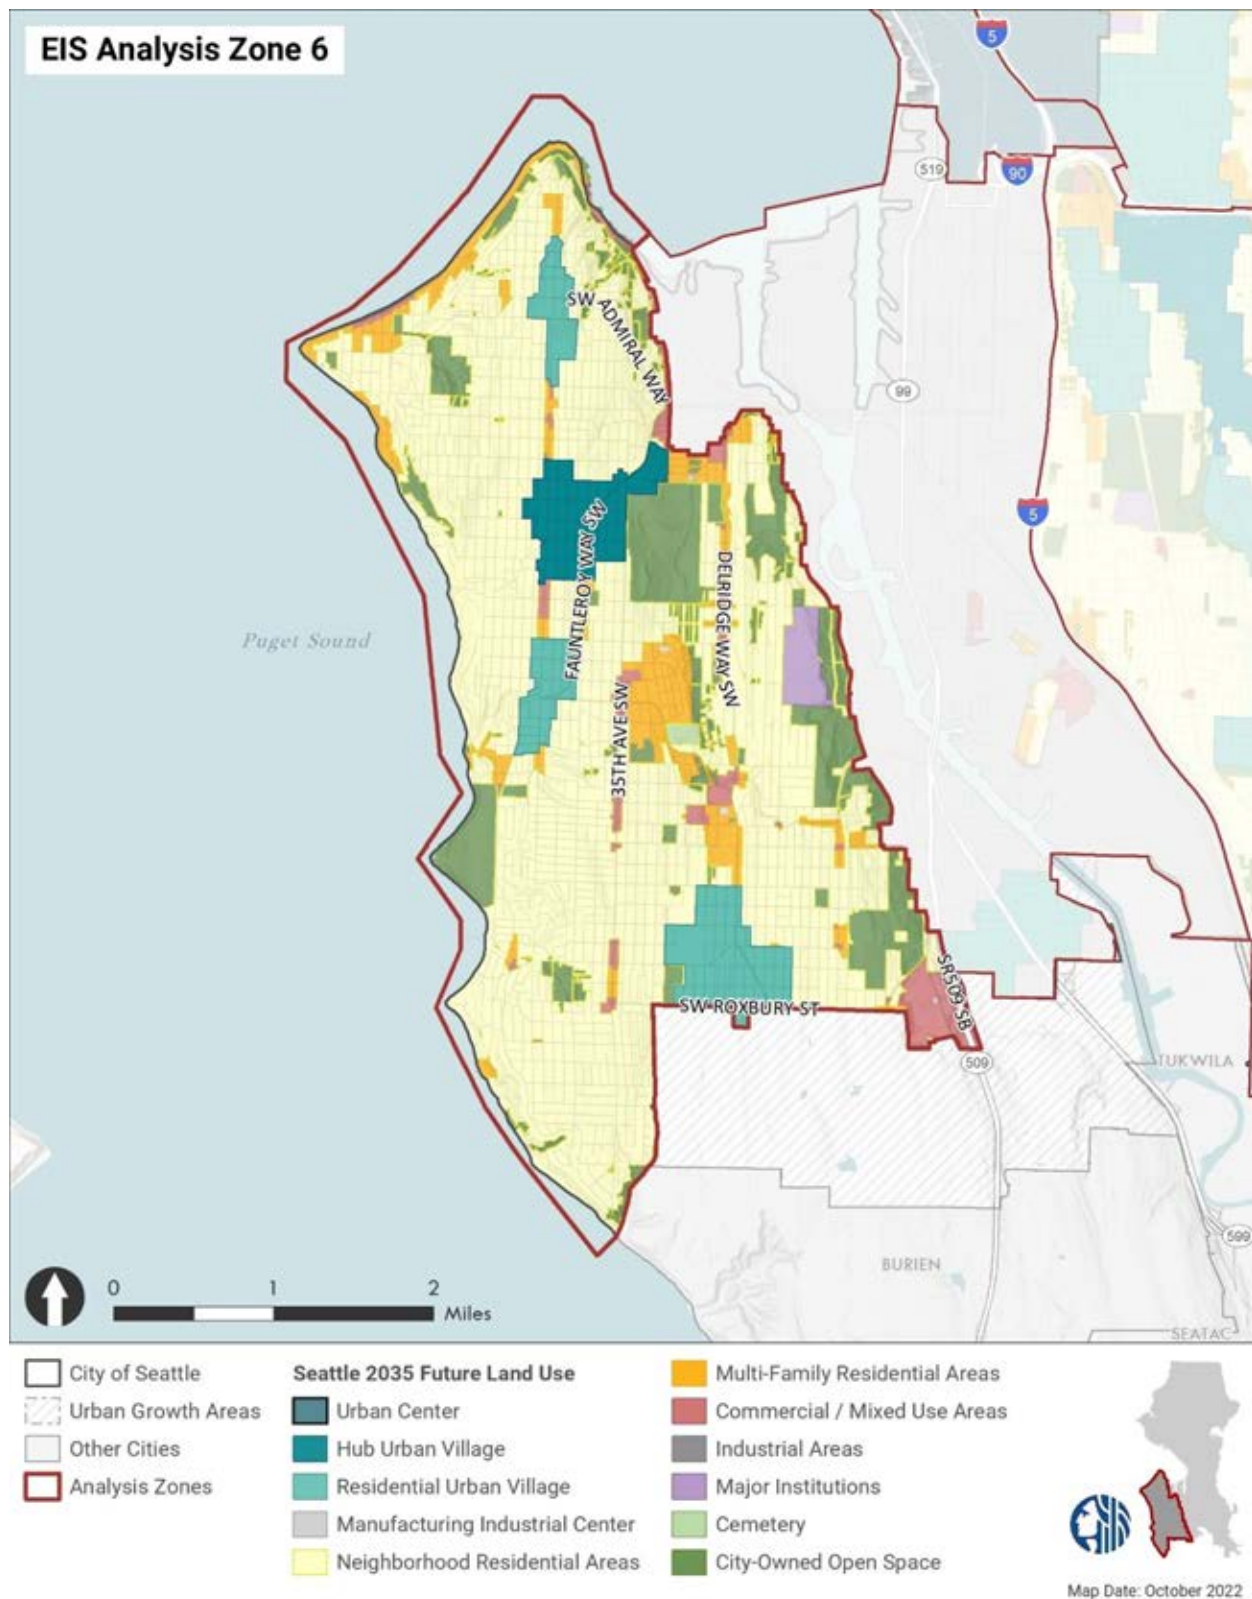 EIS Analysis Zone 6
5
519
90
SW ADMIRAL WAY
99
5
FAUNTLEROY WAY SW
DELRIDGE WAY SW
Puget Sound
35TH AVE SW
SR509 SB
SW ROXBURY ST
509
TUKWILA
599
BURIEN
SEATAC
0 1 2
Miles
City of Seattle
Urban Growth Areas
Other Cities
Analysis Zones
Seattle 2035 Future Land Use
Urban Center
Hub Urban Village
Residential Urban Village
Manufacturing Industrial Center
Neighborhood Residential Areas
Multi-Family Residential Areas
Commercial / Mixed Use Areas
Industrial Areas
Major Institutions
Cemetery
City-Owned Open Space
Map Date: October 2022